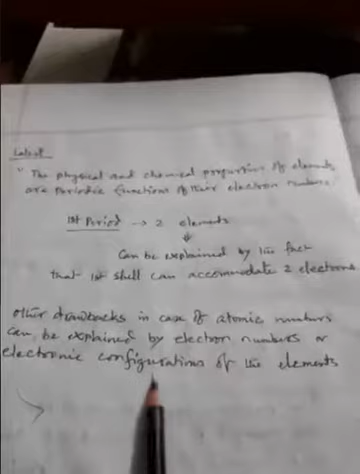 Latest
" The physical and chemical properties of elements
are periodic functions of their electron numbers.
1st Period → 2 elements
↓
Can be explained by the fact
that 1st shell can accommodate 2 electrons
other drawbacks in case of atomic numbers
can be explained by electron numbers or
electronic configurations of the elements